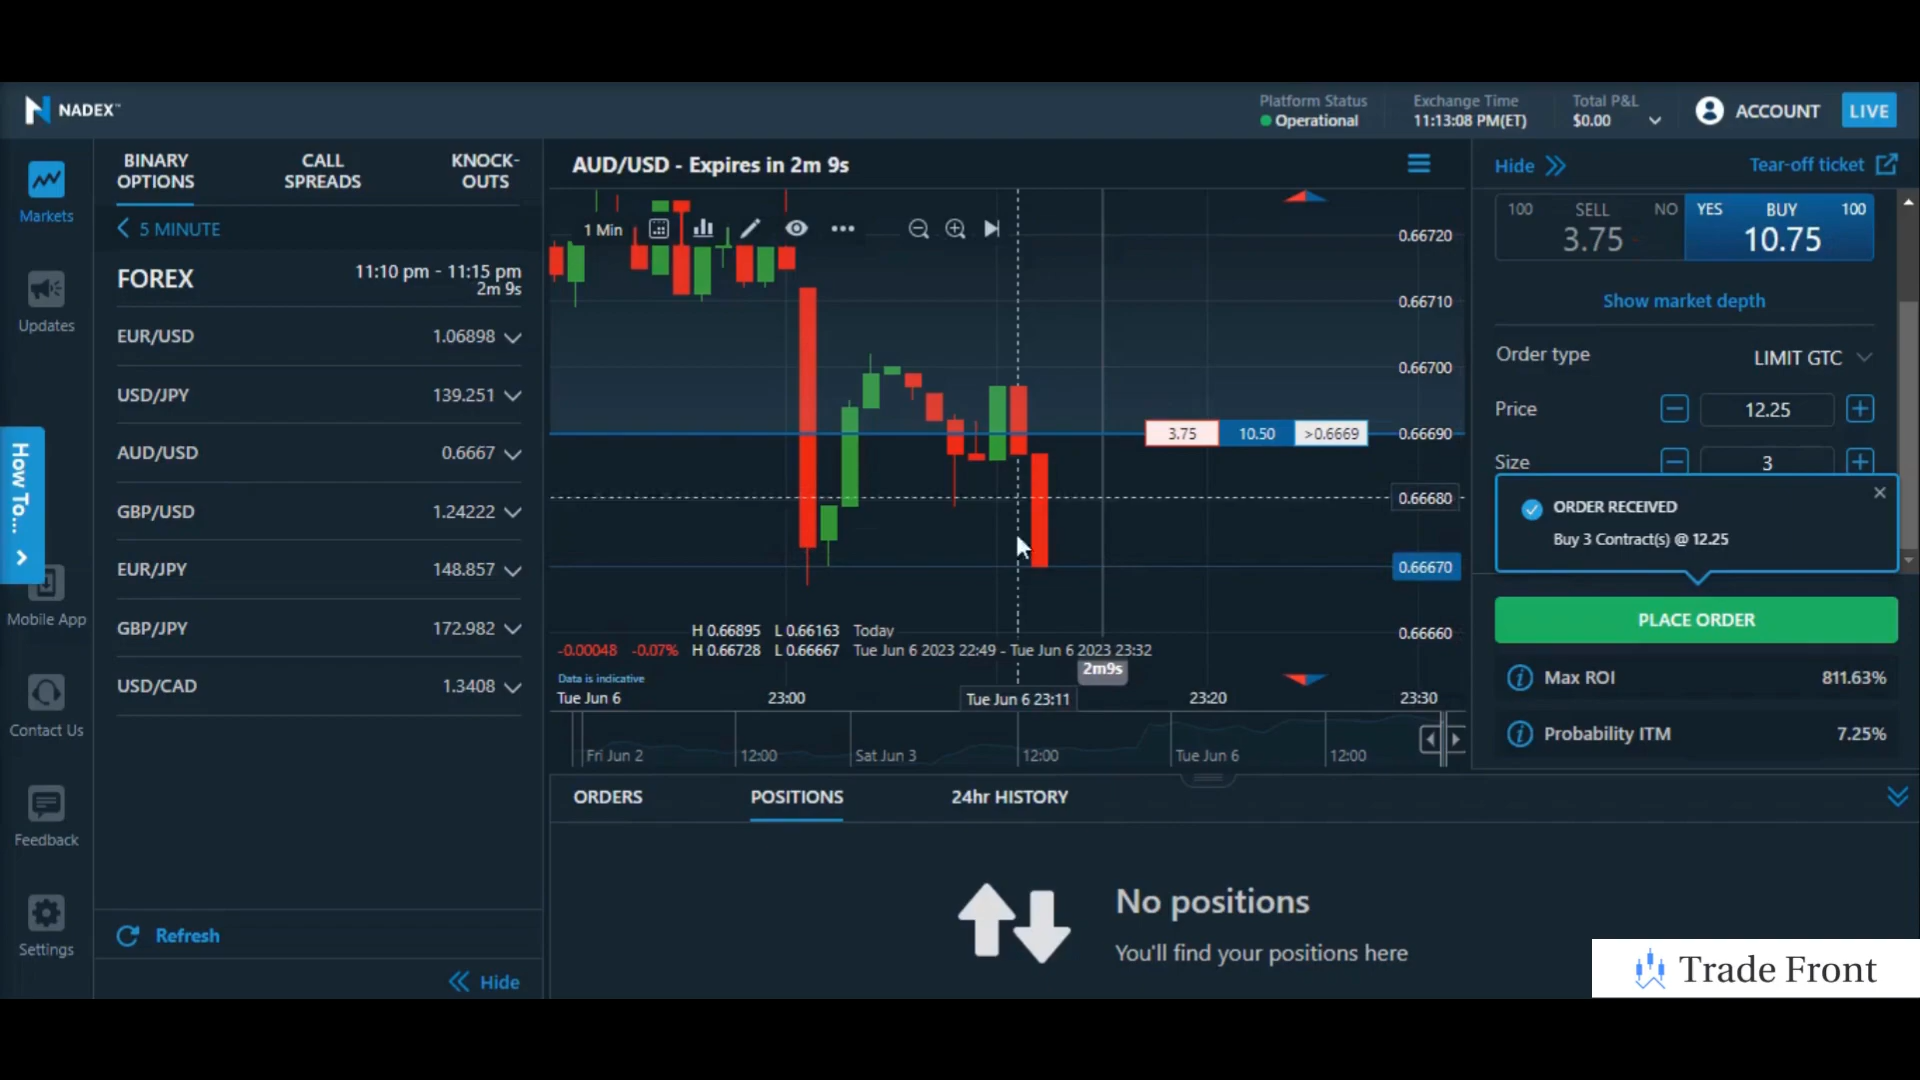 NADEX™
Platform Status
Operational
Exchange Time
11:13:08 PM(ET)
Total P&L
$0.00
ACCOUNT
LIVE
Markets
Updates
How To...
Mobile App
Contact Us
Feedback
Settings
BINARY OPTIONS
CALL SPREADS
KNOCK-OUTS
5 MINUTE
FOREX
11:10 pm - 11:15 pm
2m 9s
EUR/USD 1.06898
USD/JPY 139.251
AUD/USD 0.6667
GBP/USD 1.24222
EUR/JPY 148.857
GBP/JPY 172.982
USD/CAD 1.3408
Refresh
Hide
AUD/USD - Expires in 2m 9s
1 Min
0.66720
0.66710
0.66700
3.75 10.50 >0.6669 0.66690
0.66680
0.66670
0.66660
H 0.66895 L 0.66163 Today
-0.00048 -0.07% H 0.66728 L 0.66667 Tue Jun 6 2023 22:49 - Tue Jun 6 2023 23:32
2m9s
Data is indicative
Tue Jun 6 23:00 Tue Jun 6 23:11 23:20 23:30
Fri Jun 2 12:00 Sat Jun 3 12:00 Tue Jun 6 12:00
Hide
Tear-off ticket
100 SELL NO
3.75
YES BUY 100
10.75
Show market depth
Order type LIMIT GTC
Price 12.25
Size 3
ORDER RECEIVED
Buy 3 Contract(s) @ 12.25
PLACE ORDER
Max ROI 811.63%
Probability ITM 7.25%
ORDERS POSITIONS 24hr HISTORY
No positions
You'll find your positions here
Trade Front